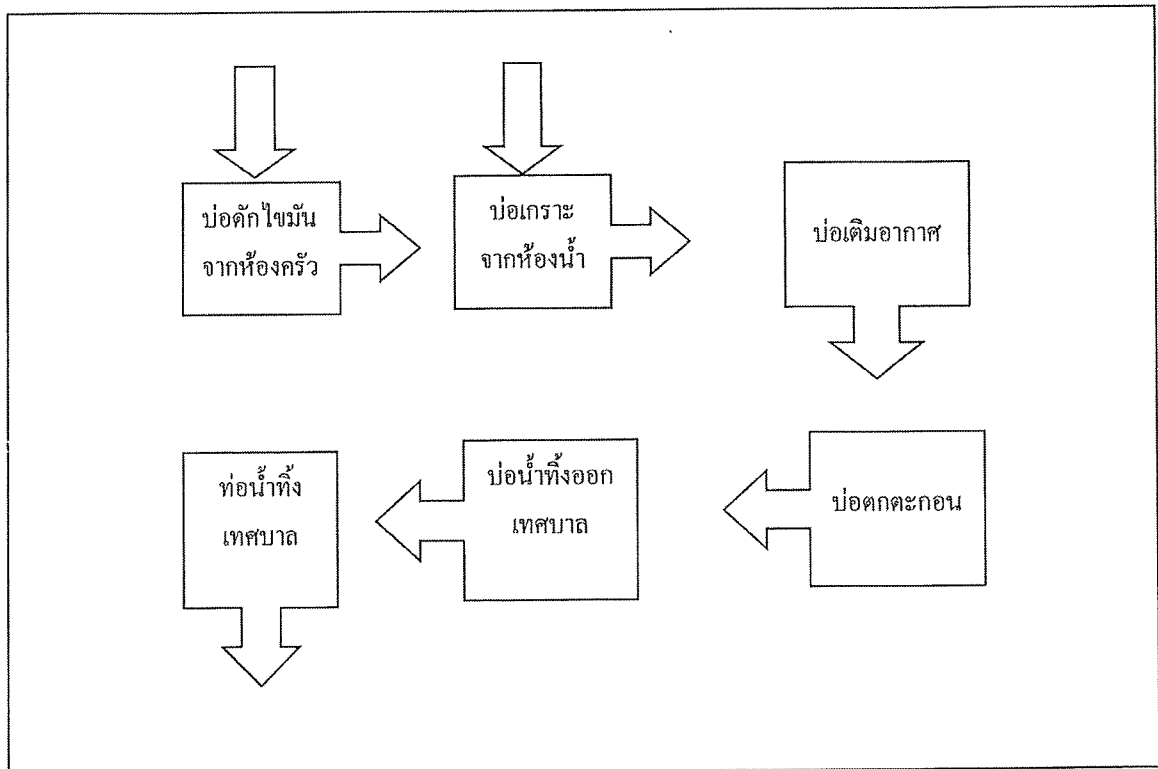 บ่อดักไขมัน
จากห้องครัว
บ่อเกราะ
จากห้องน้ำ
บ่อเติมอากาศ
บ่อตกตะกอน
บ่อน้ำทิ้งออก
เทศบาล
ท่อน้ำทิ้ง
เทศบาล